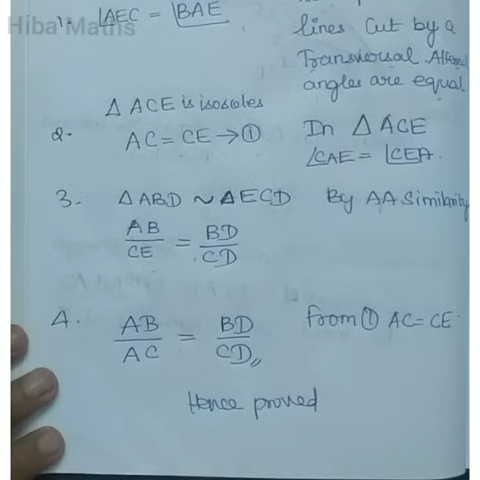 Hiba Maths
1. ∠AEC = ∠BAE
lines cut by a
Transversal. Altenal
angles are equal
2. △ ACE is isosceles
AC = CE → ①
In △ ACE
∠CAE = ∠CEA.
3. △ ABD ~ △ ECD By AA Similarity
AB/CE = BD/CD
4. AB/AC = BD/CD,, from ① AC = CE.
Hence proved